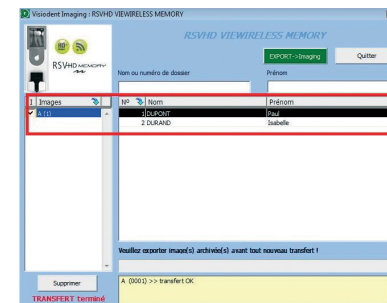 Visiodent Imaging : RSVHD VIEWIRELESS MEMORY
RSVHD VIEWIRELESS MEMORY
HD
RSVHD MEMORY
EXPORT->Imaging
Quitter
Nom ou numéro de dossier
Prénom
I Images
Nº Nom Prénom
A (1)
1 DUPONT Paul
2 DURAND Isabelle
Veuillez exporter image(s) archivée(s) avant tout nouveau transfert !
Supprimer
A (0001) >> transfert OK
TRANSFERT terminé